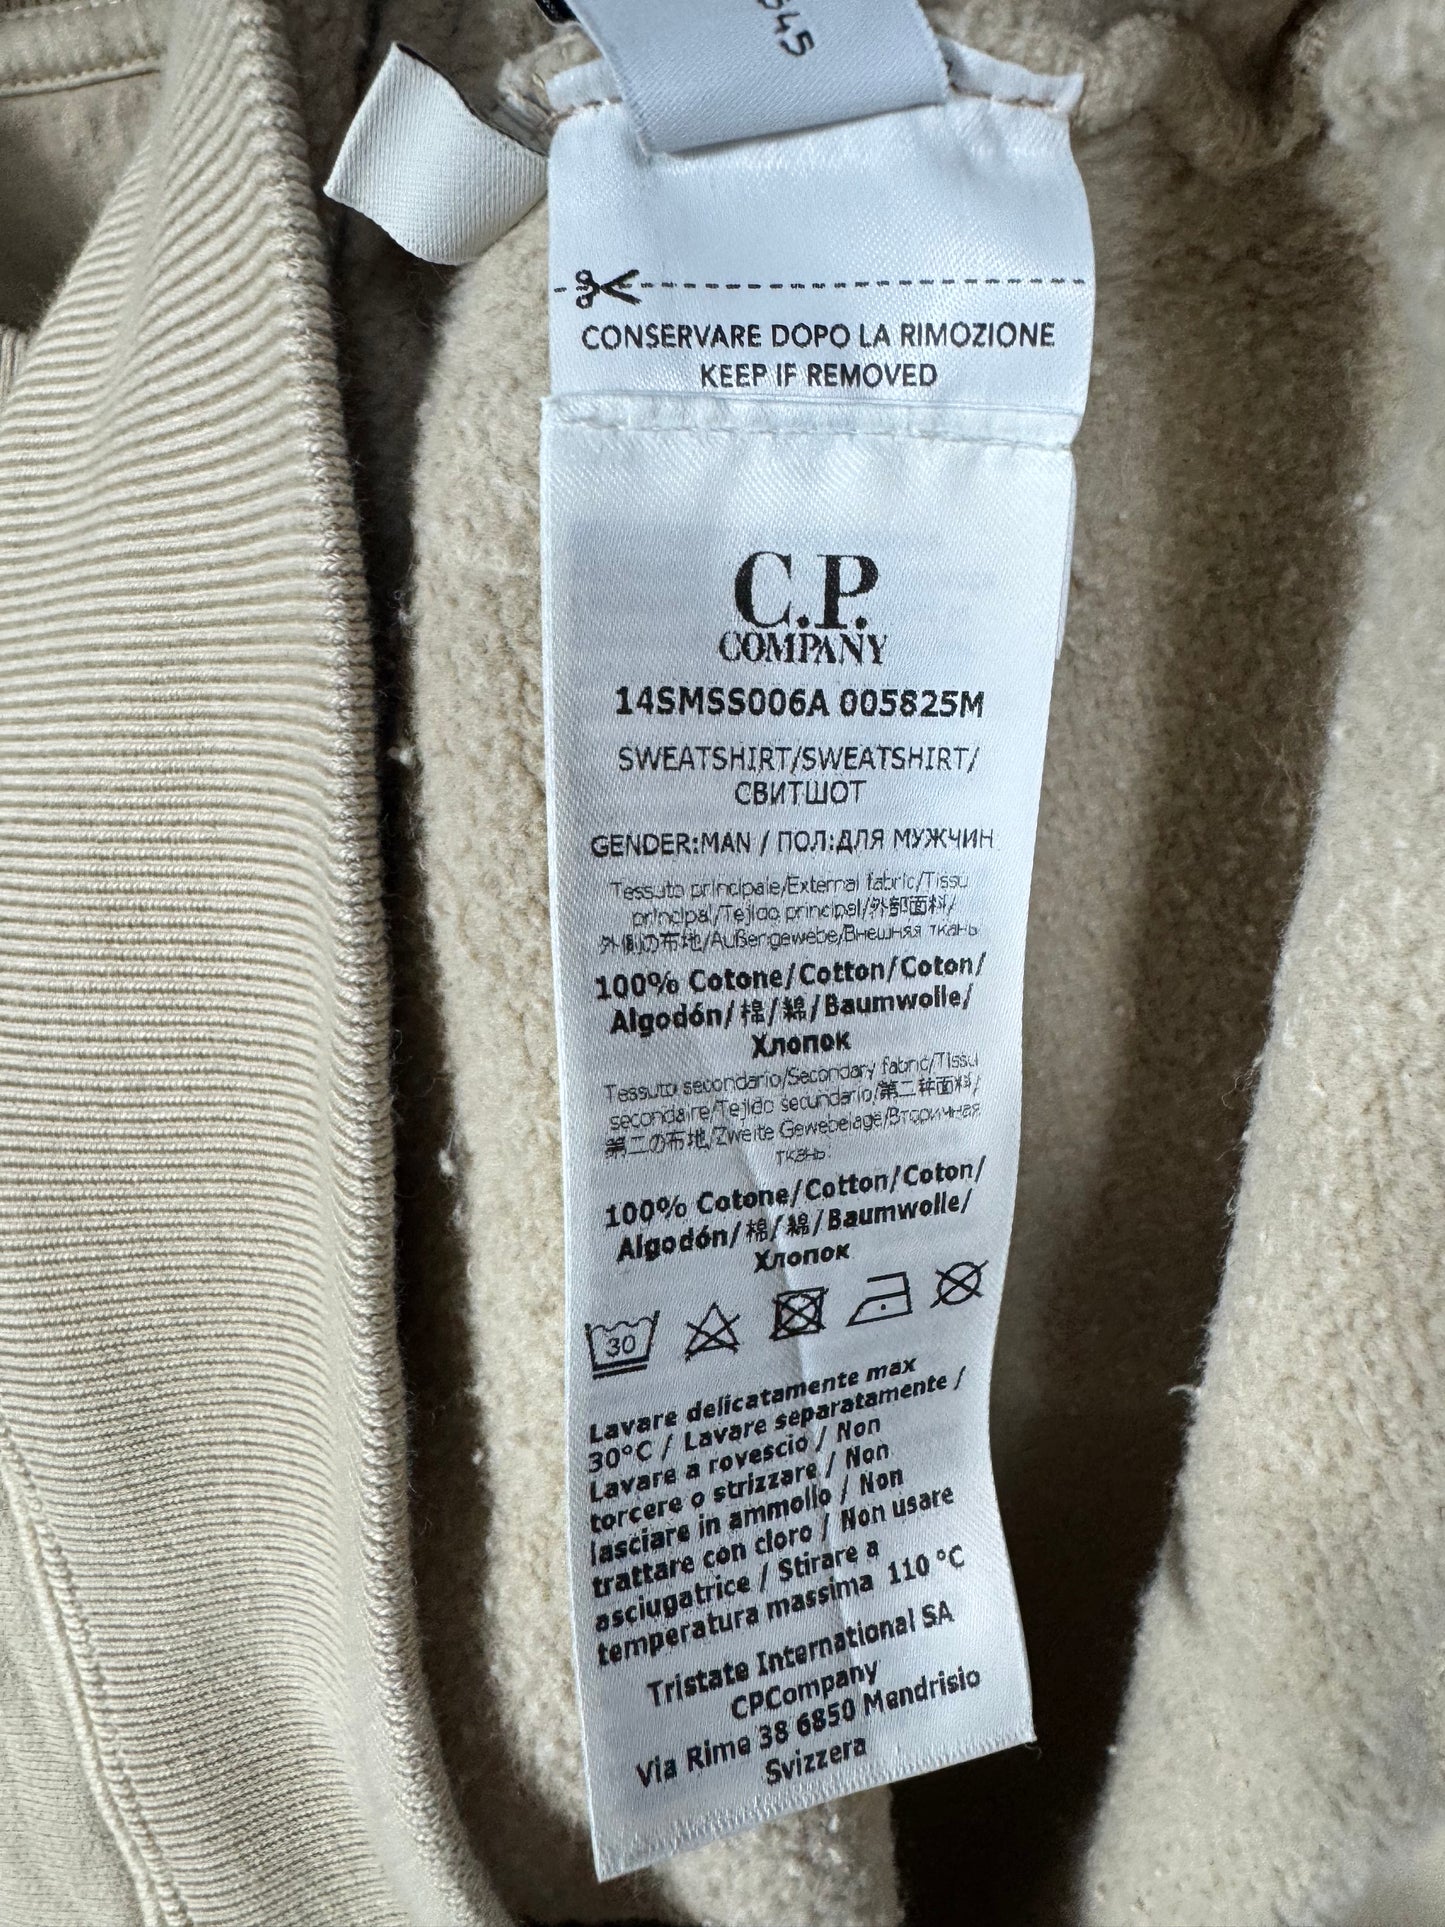 845
CONSERVARE DOPO LA RIMOZIONE
KEEP IF REMOVED
C.P.
COMPANY
14SMSS006A 005825M
SWEATSHIRT/SWEATSHIRT/
СВИТШОТ
GENDER:MAN / ПОЛ:ДЛЯ МУЖЧИН
Tessuto principale/External fabric/Tissu
principal/Tejido principal/外部面料/
外側の布地/Außengewebe/Внешняя ткань
100% Cotone/Cotton/Coton/
Algodón/棉/綿/Baumwolle/
Хлопок
Tessuto secondario/Secondary fabric/Tissu
secondaire/Tejido secundario/第二种面料/
第二の布地/Zweite Gewebelage/Вторичная
ткань
100% Cotone/Cotton/Coton/
Algodón/棉/綿/Baumwolle/
Хлопок
30
Lavare delicatamente max
30°C / Lavare separatamente /
Lavare a rovescio / Non
torcere o strizzare / Non
lasciare in ammollo / Non
trattare con cloro / Non usare
asciugatrice / Stirare a
temperatura massima 110 °C
Tristate International SA
CPCompany
Via Rime 38 6850 Mendrisio
Svizzera